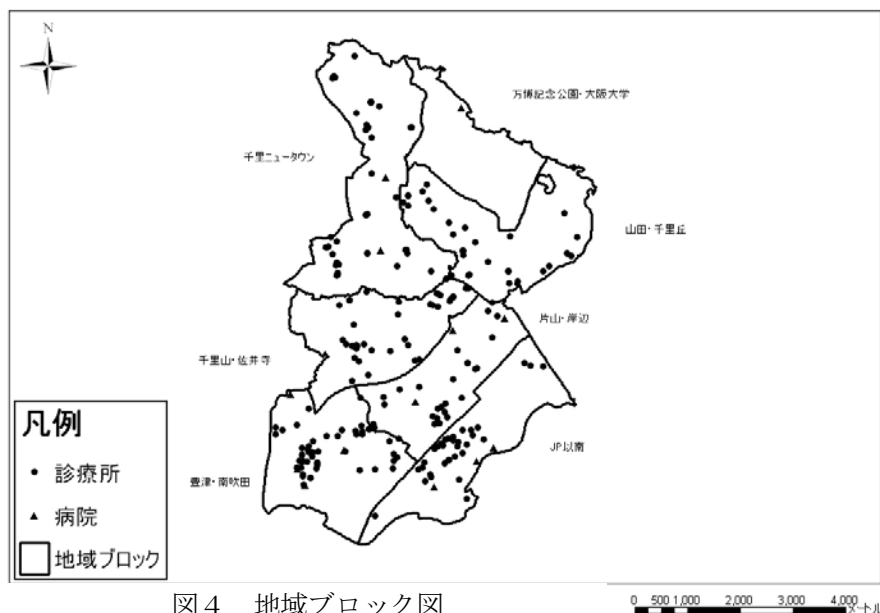 N
万博記念公園・大阪大学
千里ニュータウン
山田・千里丘
片山・岸辺
千里山・佐井寺
JP以南
豊津・南吹田
凡例
診療所
病院
地域ブロック
図4 地域ブロック図
0 500 1,000 2,000 3,000 4,000 メートル